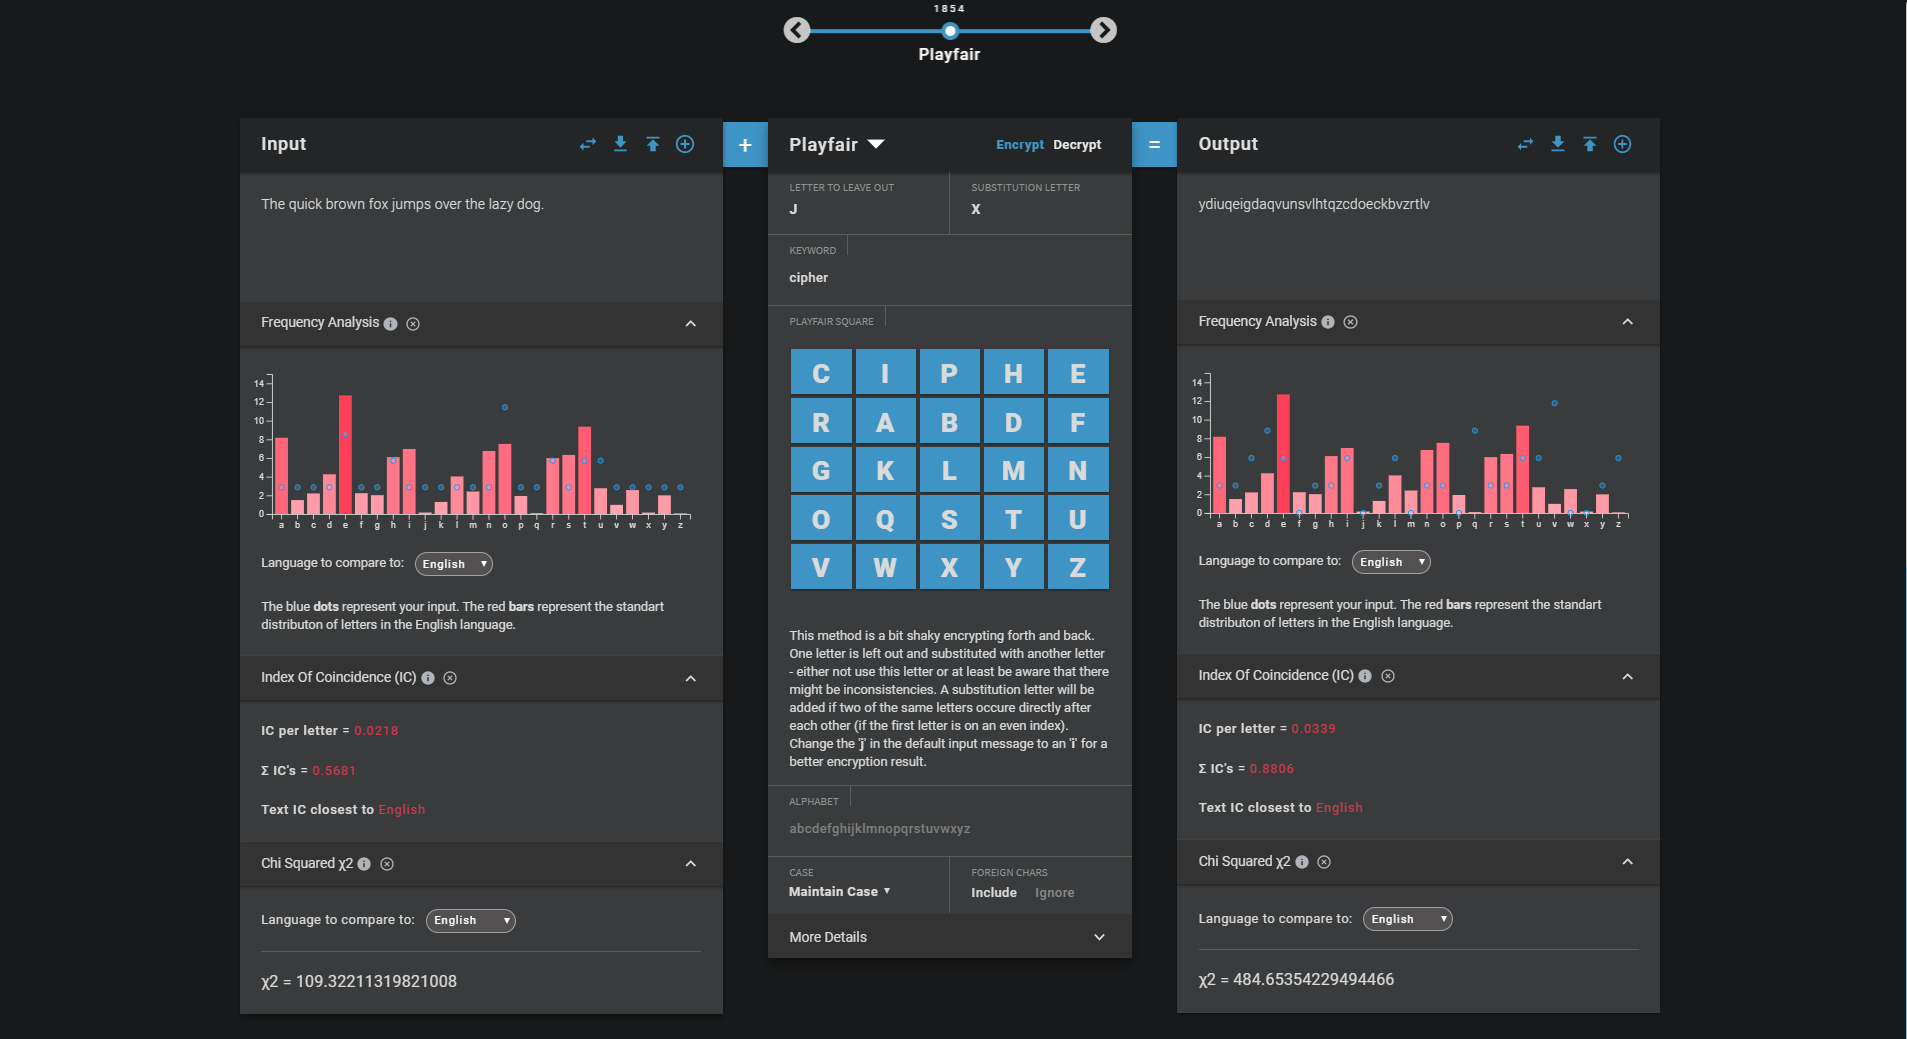 1854
Playfair
Input
The quick brown fox jumps over the lazy dog.
Frequency Analysis
14
12
10
8
6
4
2
0
a b c d e f g h i j k l m n o p q r s t u v w x y z
Language to compare to: English
The blue dots represent your input. The red bars represent the standart
distributon of letters in the English language.
Index Of Coincidence (IC)
IC per letter = 0.0218
Σ IC's = 0.5681
Text IC closest to English
Chi Squared χ2
Language to compare to: English
χ2 = 109.32211319821008
+
Playfair
Encrypt Decrypt
LETTER TO LEAVE OUT
J
SUBSTITUTION LETTER
X
KEYWORD
cipher
PLAYFAIR SQUARE
C I P H E
R A B D F
G K L M N
O Q S T U
V W X Y Z
This method is a bit shaky encrypting forth and back.
One letter is left out and substituted with another letter
- either not use this letter or at least be aware that there
might be inconsistencies. A substitution letter will be
added if two of the same letters occure directly after
each other (if the first letter is on an even index).
Change the 'j' in the default input message to an 'i' for a
better encryption result.
ALPHABET
abcdefghijklmnopqrstuvwxyz
CASE
Maintain Case
FOREIGN CHARS
Include Ignore
More Details
=
Output
ydiuqeigdaqvunsvlhtqzcdoeckbvzrtlv
Frequency Analysis
14
12
10
8
6
4
2
0
a b c d e f g h i j k l m n o p q r s t u v w x y z
Language to compare to: English
The blue dots represent your input. The red bars represent the standart
distributon of letters in the English language.
Index Of Coincidence (IC)
IC per letter = 0.0339
Σ IC's = 0.8806
Text IC closest to English
Chi Squared χ2
Language to compare to: English
χ2 = 484.65354229494466